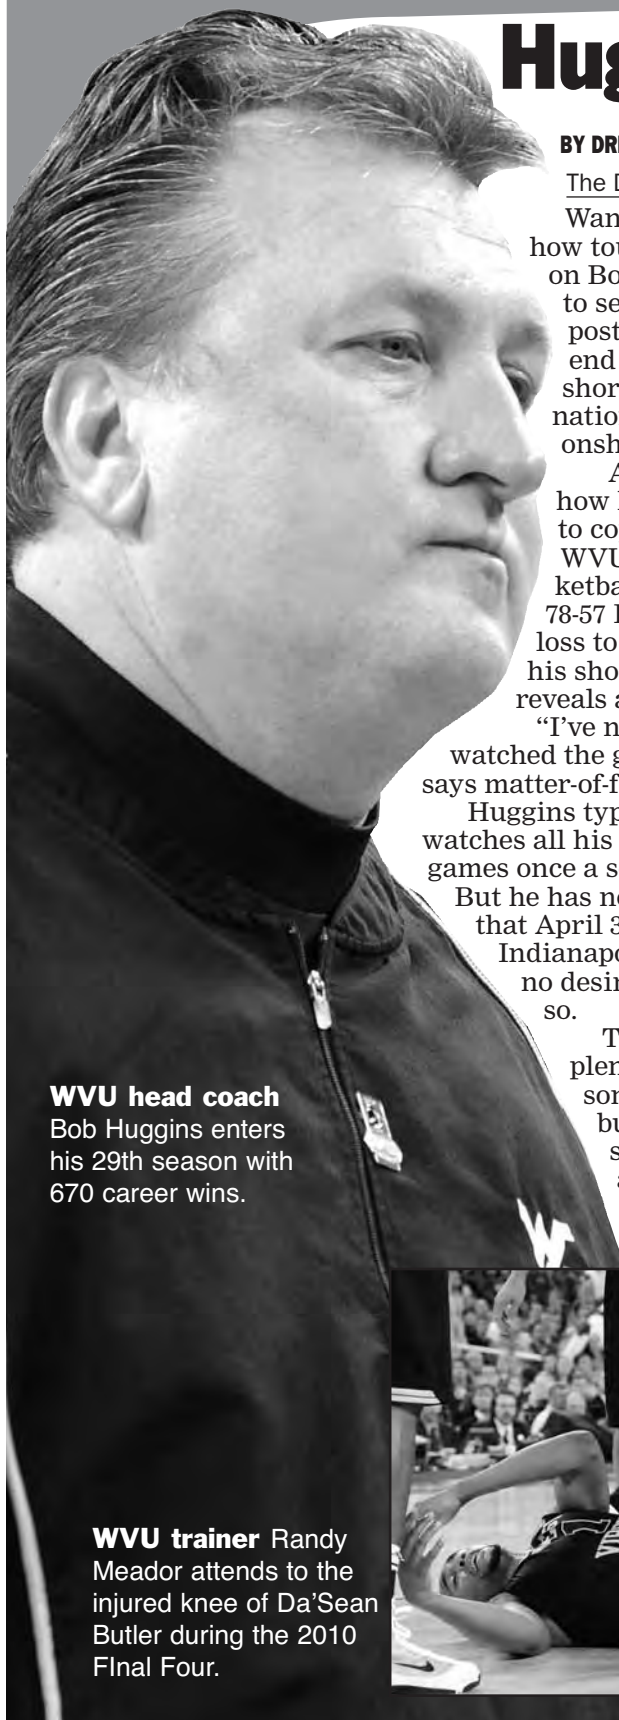 Hug
BY DR
The D
Wan
how tou
on Bo
to se
post
end
shor
natio
onsh
A
how
to co
WVU
ketba
78-57
loss to
his sho
reveals a
“I’ve n
watched the g
says matter-of-f
Huggins typ
watches all his
games once a s
But he has no
that April 3
Indianapo
no desir
so.
T
plen
som
bu
s
WVU head coach
Bob Huggins enters
his 29th season with
670 career wins.
WVU trainer Randy
Meador attends to the
injured knee of Da’Sean
Butler during the 2010
FInal Four.